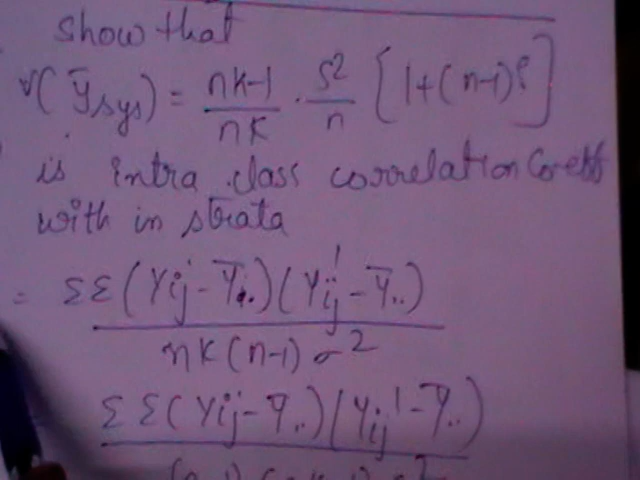 show that
v(ȳsys) = nk-1/nk · S²/n [1+(n-1)ρ]
is intra class correlation Coeff
with in strata
= ΣΣ(Yij - Ȳ..)(Yij' - Ȳ..)
nk(n-1)σ²
ΣΣ(Yij - Ȳ..)(Yij' - Ȳ..)